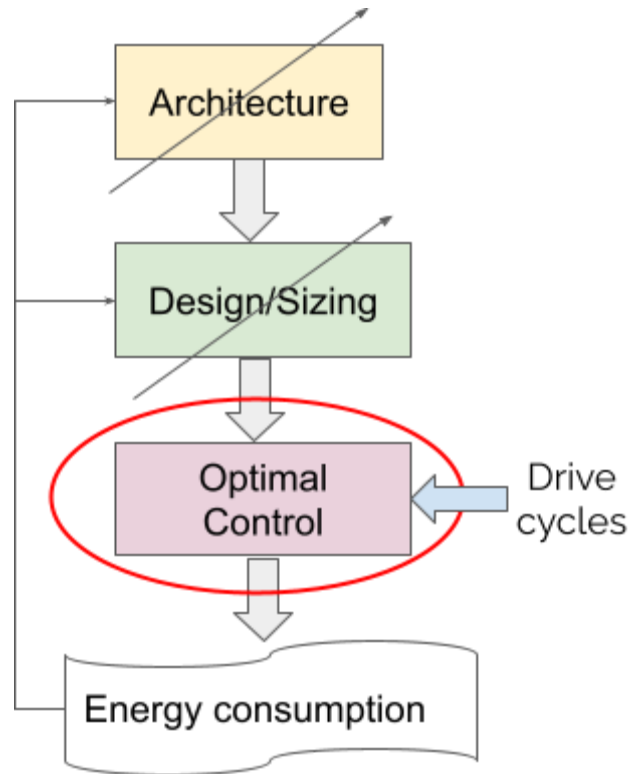 Architecture
Design/Sizing
Optimal
Control
Drive
cycles
Energy consumption